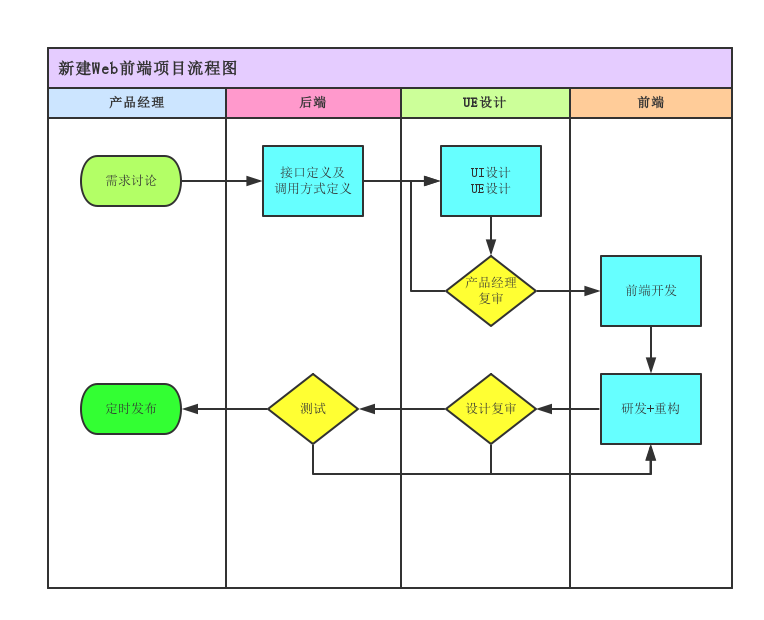 新建Web前端项目流程图
产品经理
后端
UE设计
前端
需求讨论
接口定义及
调用方式定义
UI设计
UE设计
产品经理
复审
前端开发
定时发布
测试
设计复审
研发+重构